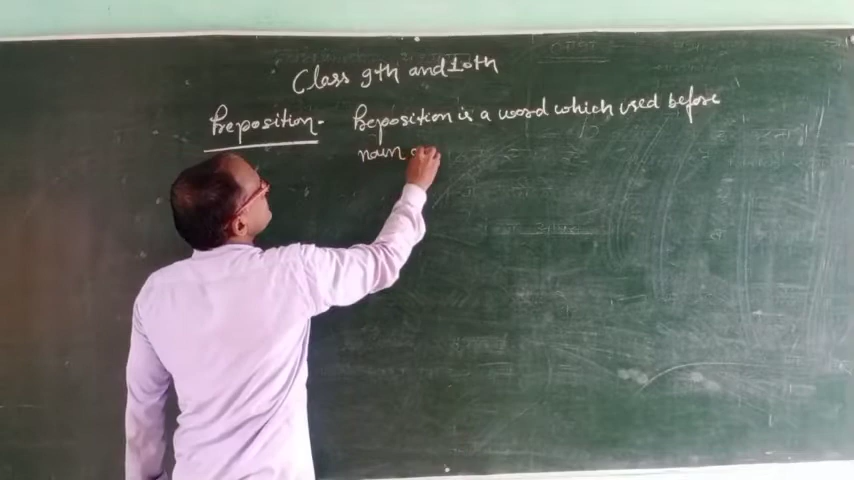 Class 9th and 10th
Preposition - Preposition is a word which used before
noun